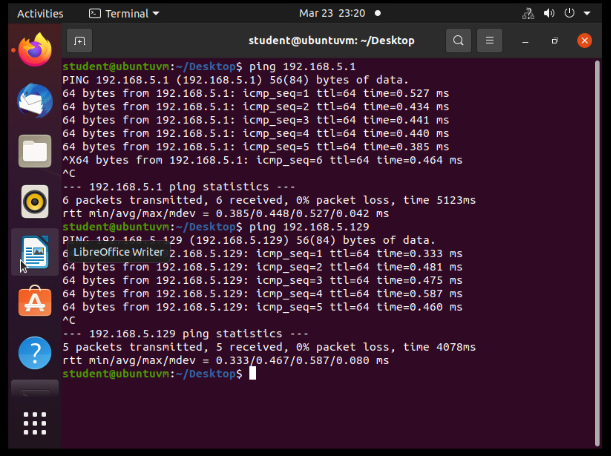 Activities
Terminal
Mar 23 23:20
student@ubuntuvm: ~/Desktop
student@ubuntuvm:~/Desktop$ ping 192.168.5.1
PING 192.168.5.1 (192.168.5.1) 56(84) bytes of data.
64 bytes from 192.168.5.1: icmp_seq=1 ttl=64 time=0.527 ms
64 bytes from 192.168.5.1: icmp_seq=2 ttl=64 time=0.434 ms
64 bytes from 192.168.5.1: icmp_seq=3 ttl=64 time=0.441 ms
64 bytes from 192.168.5.1: icmp_seq=4 ttl=64 time=0.440 ms
64 bytes from 192.168.5.1: icmp_seq=5 ttl=64 time=0.385 ms
^X64 bytes from 192.168.5.1: icmp_seq=6 ttl=64 time=0.464 ms
^C
--- 192.168.5.1 ping statistics ---
6 packets transmitted, 6 received, 0% packet loss, time 5123ms
rtt min/avg/max/mdev = 0.385/0.448/0.527/0.042 ms
student@ubuntuvm:~/Desktop$ ping 192.168.5.129
PING 192.168.5.129 (192.168.5.129) 56(84) bytes of data.
LibreOffice Writer
2.168.5.129: icmp_seq=1 ttl=64 time=0.333 ms
64 bytes from 192.168.5.129: icmp_seq=2 ttl=64 time=0.481 ms
64 bytes from 192.168.5.129: icmp_seq=3 ttl=64 time=0.475 ms
64 bytes from 192.168.5.129: icmp_seq=4 ttl=64 time=0.587 ms
64 bytes from 192.168.5.129: icmp_seq=5 ttl=64 time=0.460 ms
^C
--- 192.168.5.129 ping statistics ---
5 packets transmitted, 5 received, 0% packet loss, time 4078ms
rtt min/avg/max/mdev = 0.333/0.467/0.587/0.080 ms
student@ubuntuvm:~/Desktop$